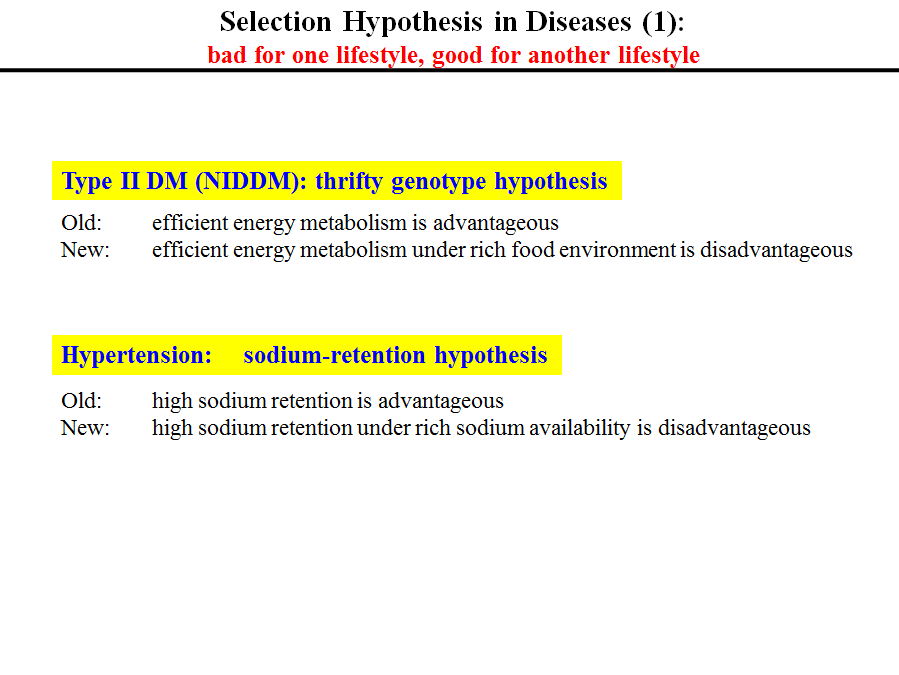 Selection Hypothesis in Diseases (1):
bad for one lifestyle, good for another lifestyle
Type II DM (NIDDM): thrifty genotype hypothesis
Old: efficient energy metabolism is advantageous
New: efficient energy metabolism under rich food environment is disadvantageous
Hypertension: sodium-retention hypothesis
Old: high sodium retention is advantageous
New: high sodium retention under rich sodium availability is disadvantageous